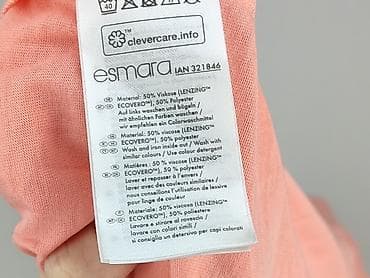 40
clevercare.info
esmara IAN 321846
Material: 50% Viskose (LENZING™
ECOVERO™), 50% Polyester
Auf links waschen und bügeln /
mit ähnlichen Farben waschen /
wir empfehlen ein Colorwaschmittel
Material: 50% viscose (LENZING™
ECOVERO™), 50% polyester
Wash and iron inside out / Wash with
similar colours / Use colour detergent
Matières : 50 % viscose (LENZING™
ECOVERO™), 50 % polyester
Laver et repasser à l'envers /
laver avec des couleurs similaires /
nous conseillons l'utilisation de lessive
pour linge de couleur
Materiale: 50% viscosa (LENZING™
ECOVERO™), 50% poliestere
Lavare e stirare al rovescio /
lavare con colori simili /
si consiglia un detersivo per capi colorati